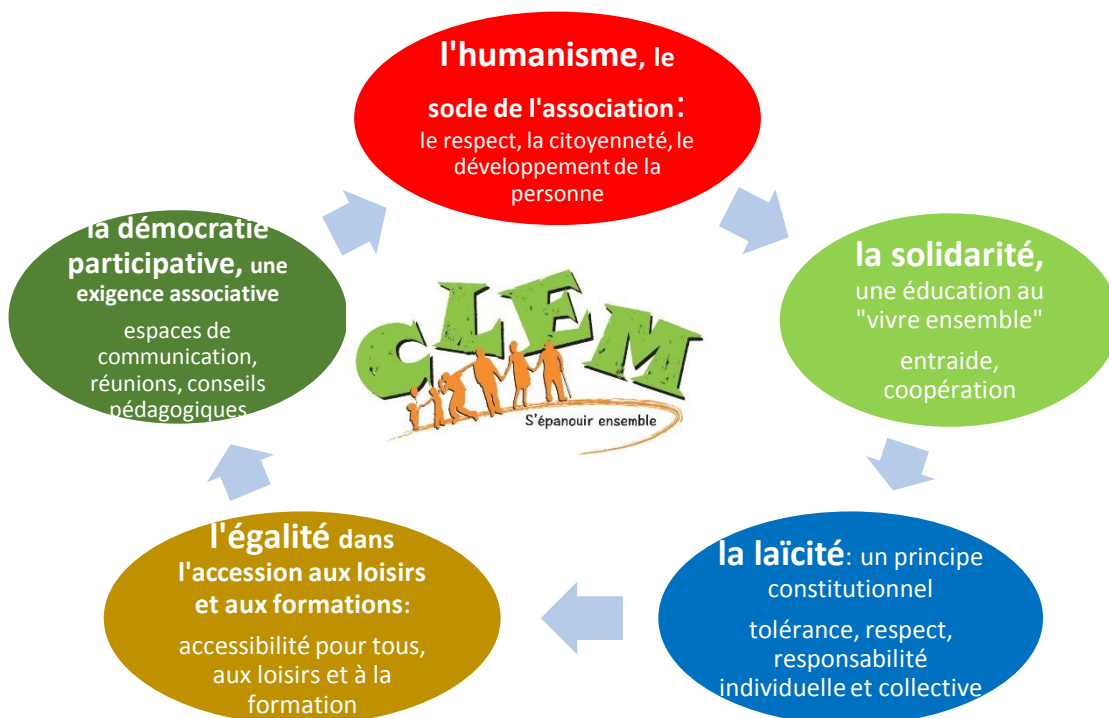 l'humanisme, le
socle de l'association:
le respect, la citoyenneté, le
développement de la
personne
la solidarité,
une éducation au
"vivre ensemble"
entraide,
coopération
la laïcité: un principe
constitutionnel
tolérance, respect,
responsabilité
individuelle et collective
l'égalité dans
l'accession aux loisirs
et aux formations:
accessibilité pour tous,
aux loisirs et à la
formation
la démocratie
participative, une
exigence associative
espaces de
communication,
réunions, conseils
pédagogiques
CLEM
S'épanouir ensemble